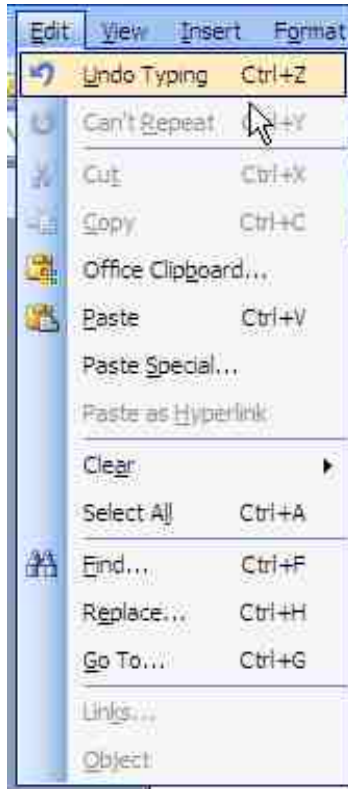 Edit View Insert Format
Undo Typing Ctrl+Z
Can't Repeat Ctrl+Y
Cut Ctrl+X
Copy Ctrl+C
Office Clipboard...
Paste Ctrl+V
Paste Special...
Paste as Hyperlink
Clear
Select All Ctrl+A
Find... Ctrl+F
Replace... Ctrl+H
Go To... Ctrl+G
Links...
Object